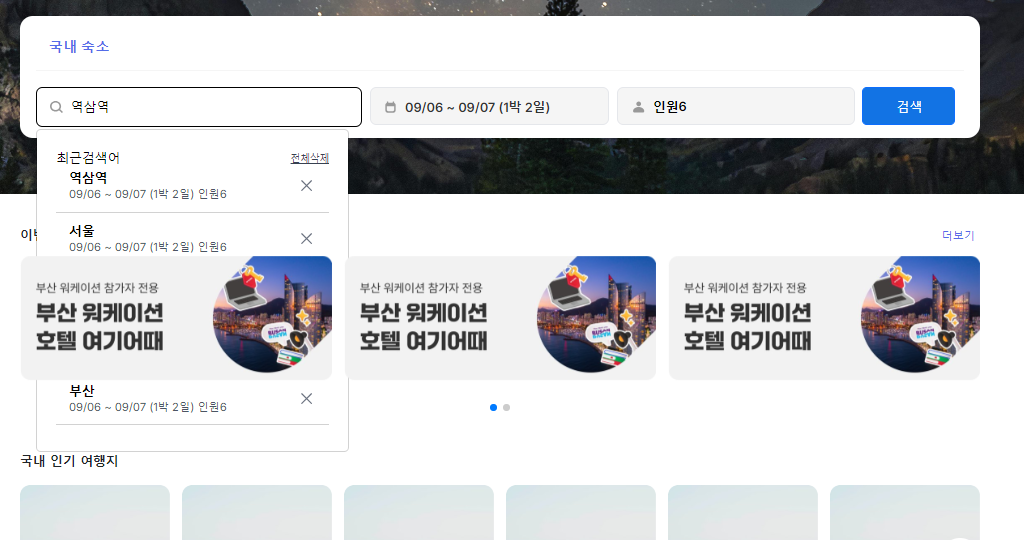 국내 숙소
역삼역
09/06 ~ 09/07 (1박 2일)
인원6
검색
최근검색어
전체삭제
역삼역
09/06 ~ 09/07 (1박 2일) 인원6
서울
09/06 ~ 09/07 (1박 2일) 인원6
더보기
부산 워케이션 참가자 전용
부산 워케이션
호텔 여기어때
부산 워케이션 참가자 전용
부산 워케이션
호텔 여기어때
부산 워케이션 참가자 전용
부산 워케이션
호텔 여기어때
부산
09/06 ~ 09/07 (1박 2일) 인원6
국내 인기 여행지